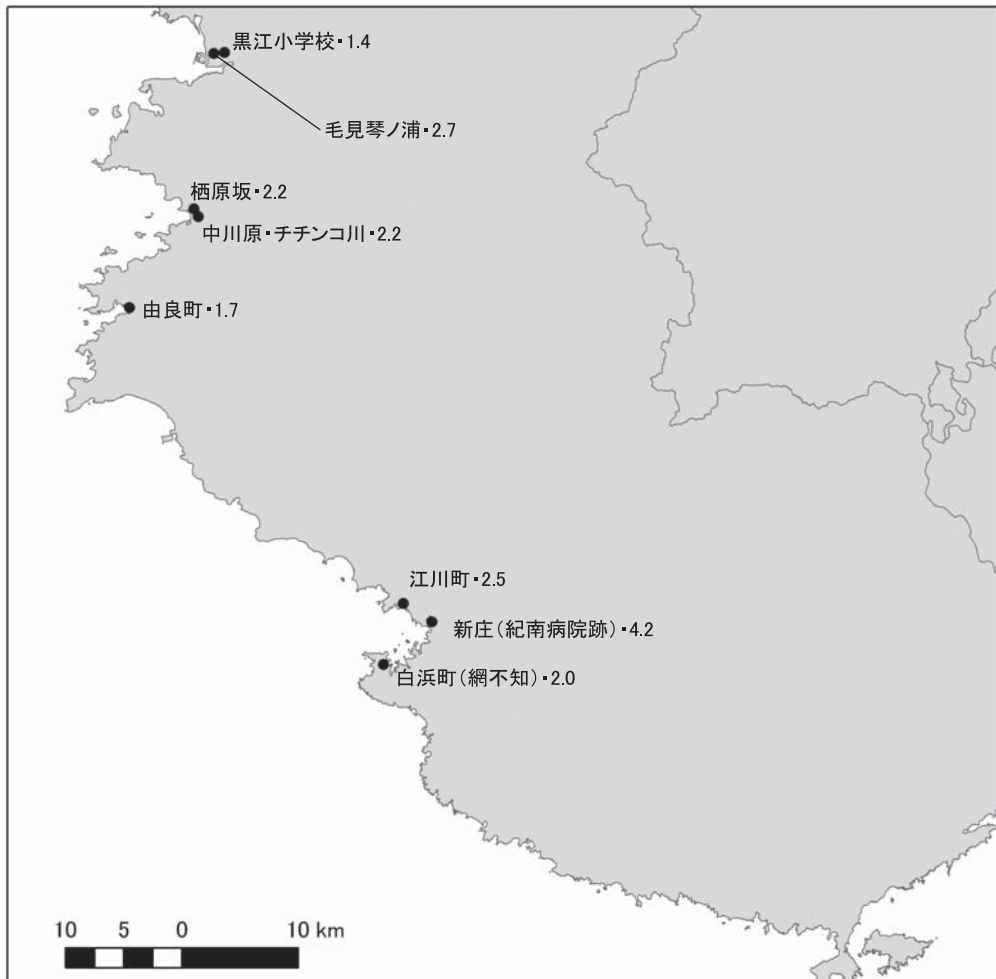 黒江小学校・1.4
毛見琴ノ浦・2.7
栖原坂・2.2
中川原・チチンコ川・2.2
由良町・1.7
江川町・2.5
新庄(紀南病院跡)・4.2
白浜町(網不知)・2.0
10 5 0 10 km